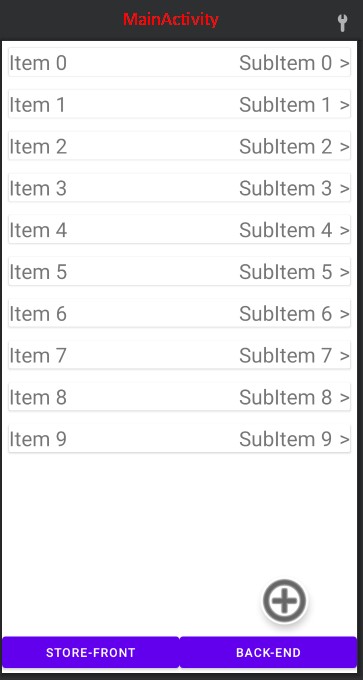 MainActivity
Item 0 SubItem 0 >
Item 1 SubItem 1 >
Item 2 SubItem 2 >
Item 3 SubItem 3 >
Item 4 SubItem 4 >
Item 5 SubItem 5 >
Item 6 SubItem 6 >
Item 7 SubItem 7 >
Item 8 SubItem 8 >
Item 9 SubItem 9 >
STORE-FRONT BACK-END